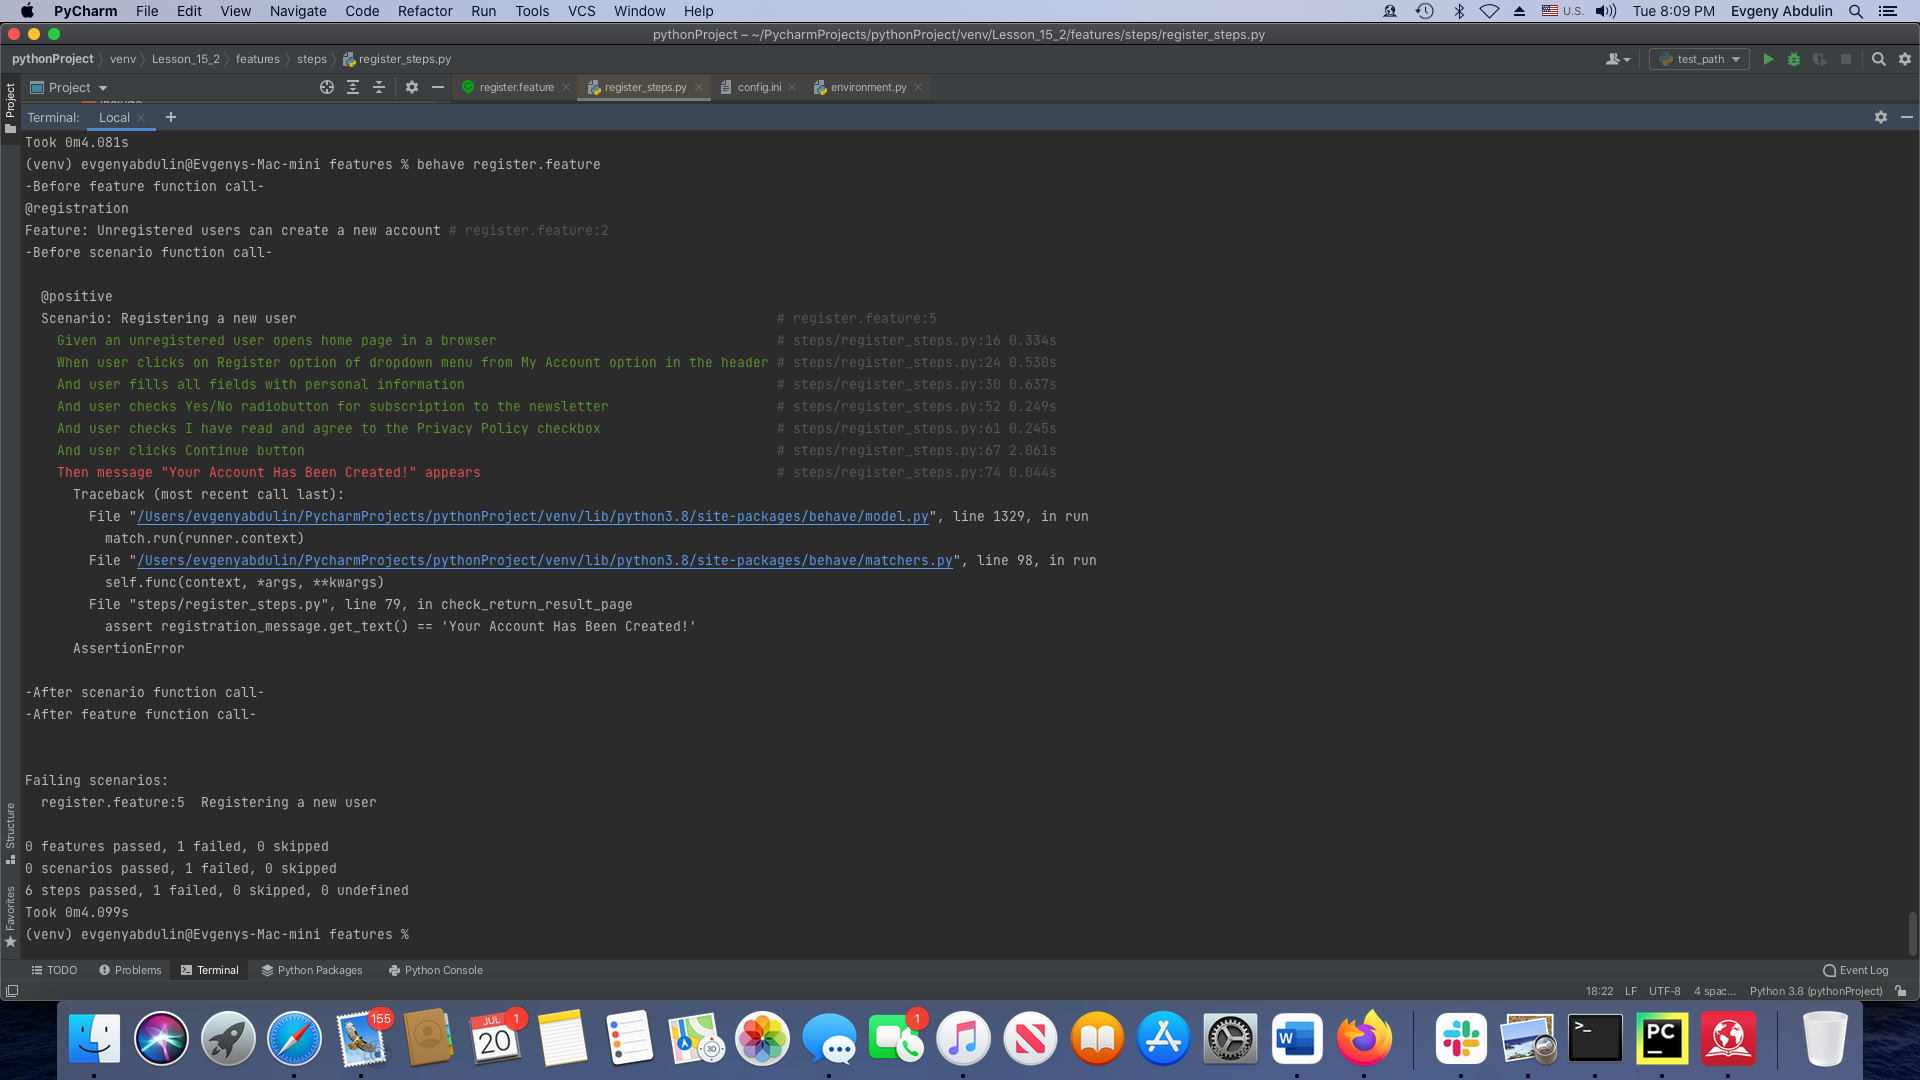 PyCharm File Edit View Navigate Code Refactor Run Tools VCS Window Help U.S. Tue 8:09 PM Evgeny Abdulin
pythonProject – ~/PycharmProjects/pythonProject/venv/Lesson_15_2/features/steps/register_steps.py
pythonProject venv Lesson_15_2 features steps register_steps.py test_path
Project Project register.feature register_steps.py config.ini environment.py
Terminal: Local +
Took 0m4.081s
(venv) evgenyabdulin@Evgenys-Mac-mini features % behave register.feature
-Before feature function call-
@registration
Feature: Unregistered users can create a new account # register.feature:2
-Before scenario function call-
@positive
Scenario: Registering a new user # register.feature:5
Given an unregistered user opens home page in a browser # steps/register_steps.py:16 0.334s
When user clicks on Register option of dropdown menu from My Account option in the header # steps/register_steps.py:24 0.530s
And user fills all fields with personal information # steps/register_steps.py:30 0.637s
And user checks Yes/No radiobutton for subscription to the newsletter # steps/register_steps.py:52 0.249s
And user checks I have read and agree to the Privacy Policy checkbox # steps/register_steps.py:61 0.245s
And user clicks Continue button # steps/register_steps.py:67 2.061s
Then message "Your Account Has Been Created!" appears # steps/register_steps.py:74 0.044s
Traceback (most recent call last):
File "/Users/evgenyabdulin/PycharmProjects/pythonProject/venv/lib/python3.8/site-packages/behave/model.py", line 1329, in run
match.run(runner.context)
File "/Users/evgenyabdulin/PycharmProjects/pythonProject/venv/lib/python3.8/site-packages/behave/matchers.py", line 98, in run
self.func(context, *args, **kwargs)
File "steps/register_steps.py", line 79, in check_return_result_page
assert registration_message.get_text() == 'Your Account Has Been Created!'
AssertionError
-After scenario function call-
-After feature function call-
Failing scenarios:
register.feature:5  Registering a new user
0 features passed, 1 failed, 0 skipped
0 scenarios passed, 1 failed, 0 skipped
6 steps passed, 1 failed, 0 skipped, 0 undefined
Took 0m4.099s
(venv) evgenyabdulin@Evgenys-Mac-mini features %
Structure
Favorites
TODO Problems Terminal Python Packages Python Console Event Log
18:22 LF UTF-8 4 spac... Python 3.8 (pythonProject)
155 JUL 20 1 3D 1 W >_ PC